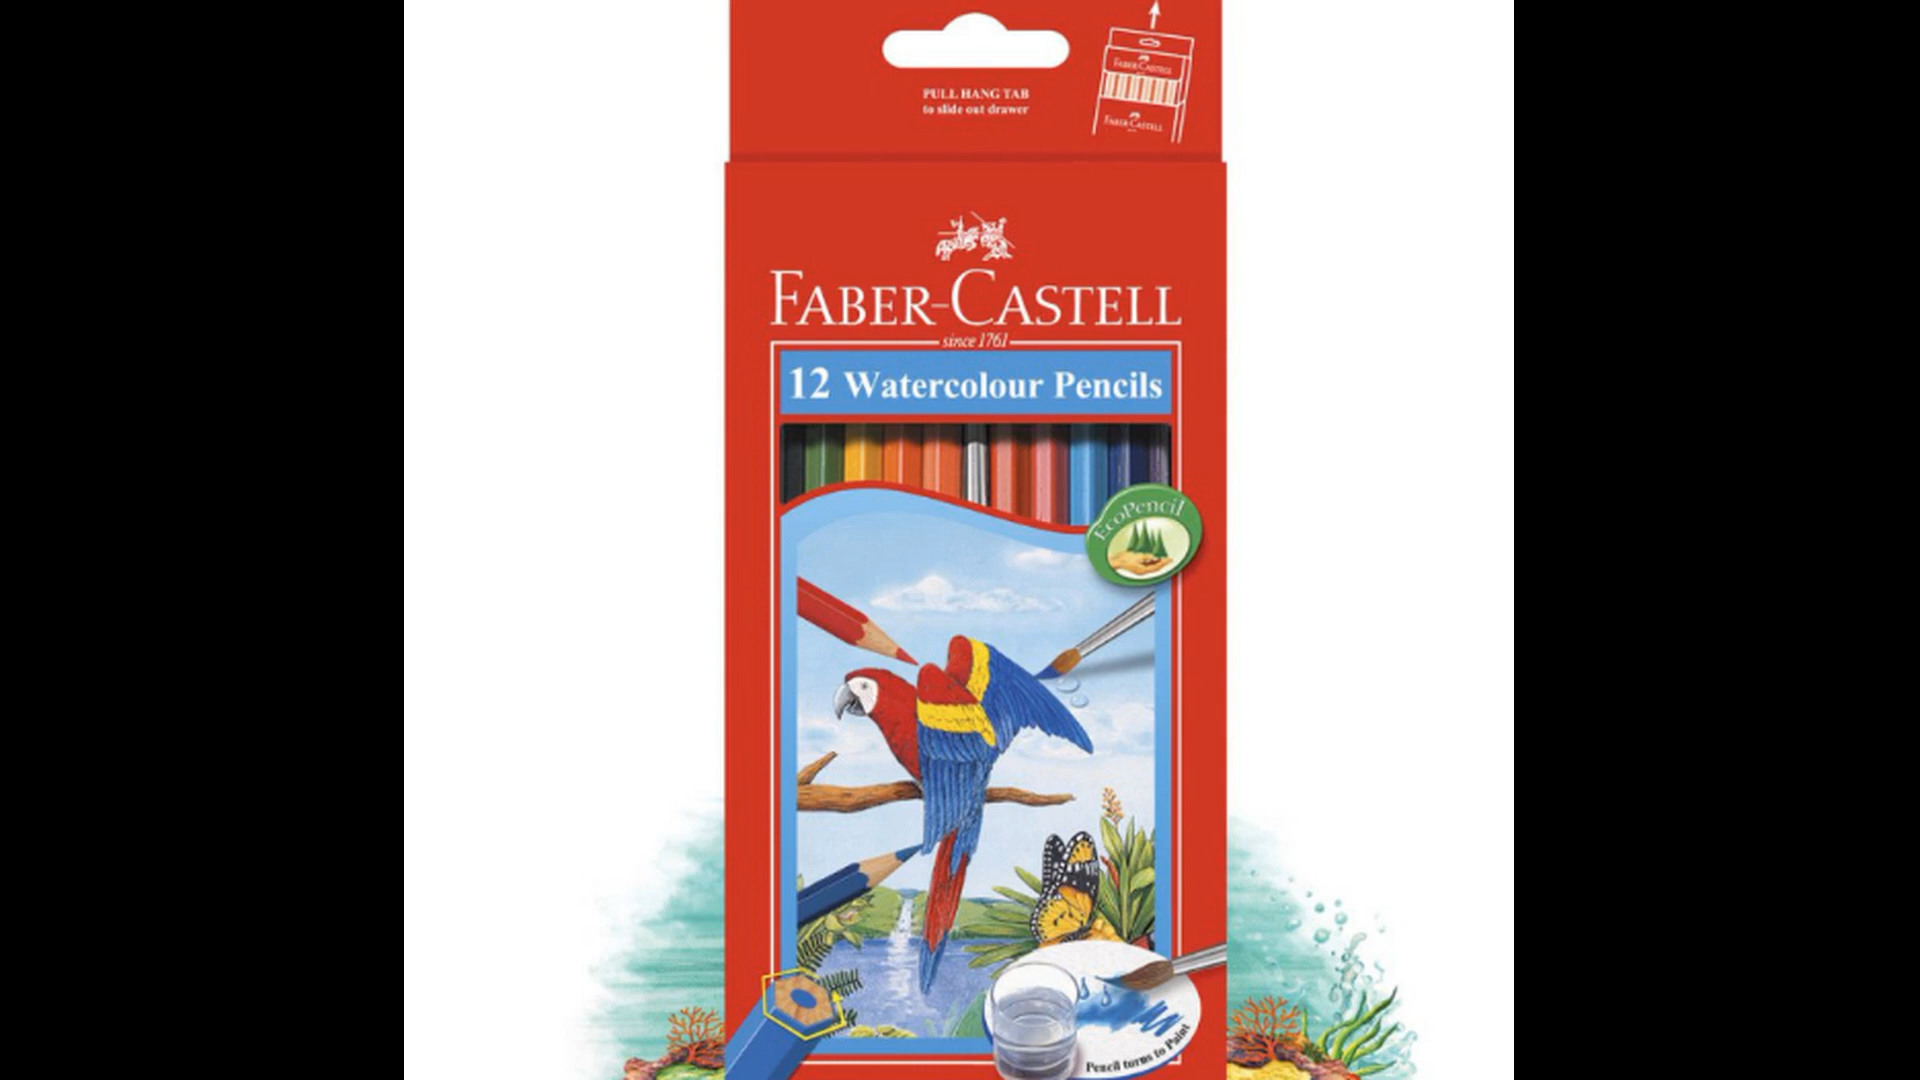 PULL HANG TAB
to slide out drawer
FABER-CASTELL
FABER-CASTELL
FABER-CASTELL
since 1761
12 Watercolour Pencils
EcoPencil
Pencil turns to Paint